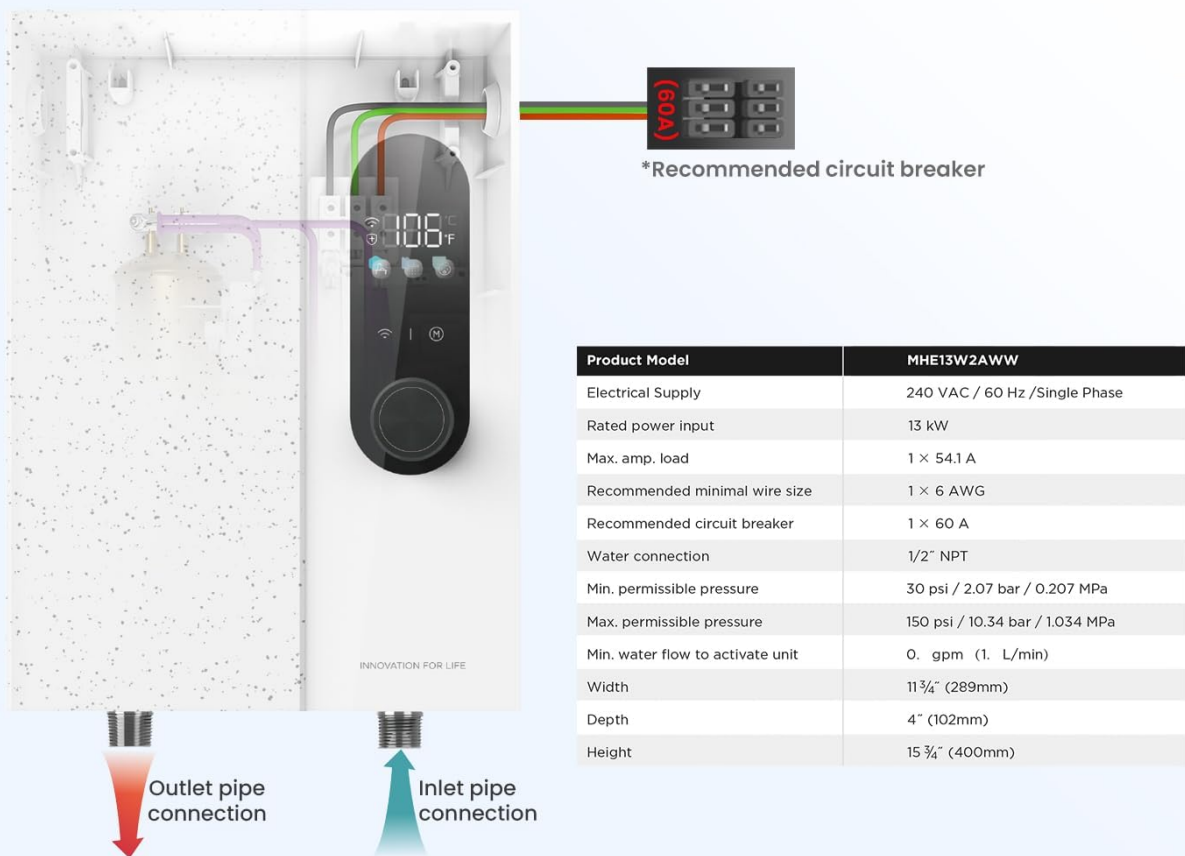 (60A)
*Recommended circuit breaker
106 °C
°F
M
Product Model MHE13W2AWW
Electrical Supply 240 VAC / 60 Hz /Single Phase
Rated power input 13 kW
Max. amp. load 1 × 54.1 A
Recommended minimal wire size 1 × 6 AWG
Recommended circuit breaker 1 × 60 A
Water connection 1/2″ NPT
Min. permissible pressure 30 psi / 2.07 bar / 0.207 MPa
Max. permissible pressure 150 psi / 10.34 bar / 1.034 MPa
Min. water flow to activate unit 0. gpm (1. L/min)
Width 11 ¾″ (289mm)
Depth 4″ (102mm)
Height 15 ¾″ (400mm)
INNOVATION FOR LIFE
Outlet pipe
connection
Inlet pipe
connection